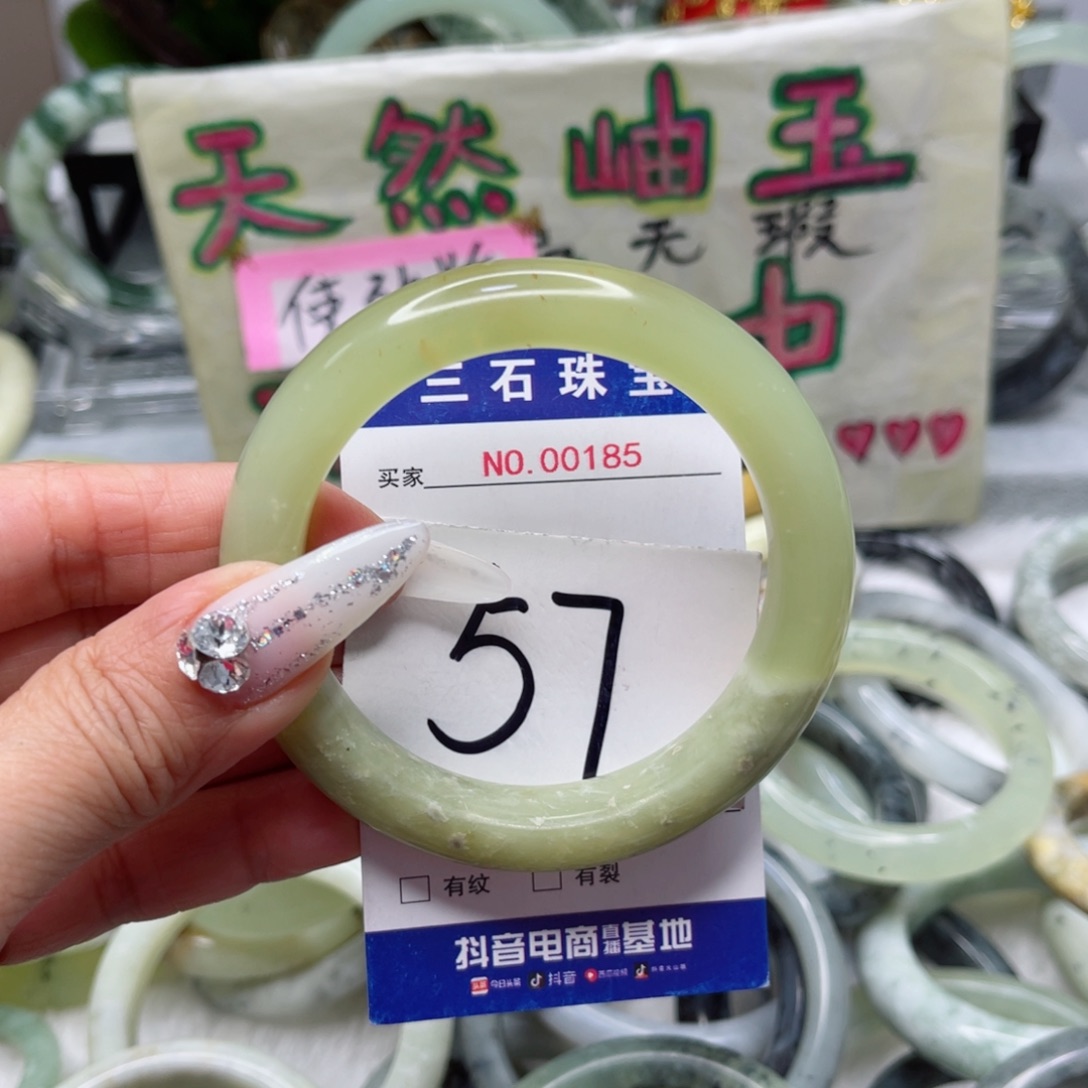 天然岫玉
无瑕
三石珠宝
买家 NO.00185
57
有纹 有裂
抖音电商直播基地
今日头条 抖音